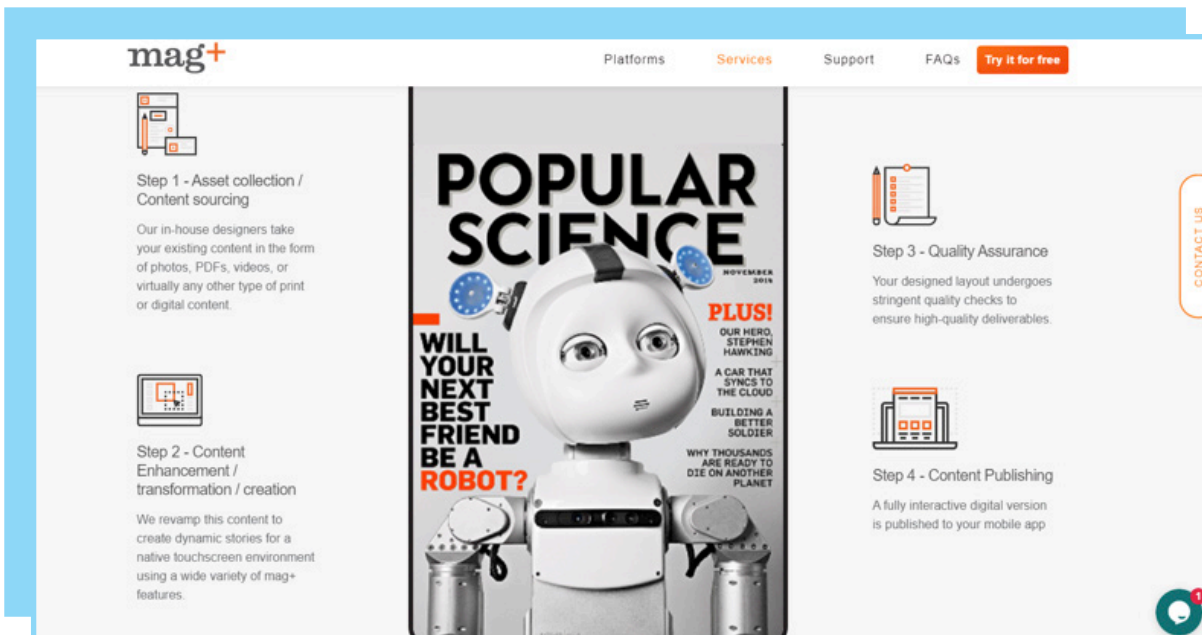 mag+
Platforms Services Support FAQs Try it for free
Step 1 - Asset collection /
Content sourcing
Our in-house designers take
your existing content in the form
of photos, PDFs, videos, or
virtually any other type of print
or digital content.
Step 2 - Content
Enhancement /
transformation / creation
We revamp this content to
create dynamic stories for a
native touchscreen environment
using a wide variety of mag+
features.
POPULAR
SCIENCE
NOVEMBER
2014
WILL
YOUR
NEXT
BEST
FRIEND
BE A
ROBOT?
PLUS!
OUR HERO,
STEPHEN
HAWKING
A CAR THAT
SYNCS TO
THE CLOUD
BUILDING A
BETTER
SOLDIER
WHY THOUSANDS
ARE READY TO
DIE ON ANOTHER
PLANET
Step 3 - Quality Assurance
Your designed layout undergoes
stringent quality checks to
ensure high-quality deliverables.
Step 4 - Content Publishing
A fully interactive digital version
is published to your mobile app
CONTACT US
1